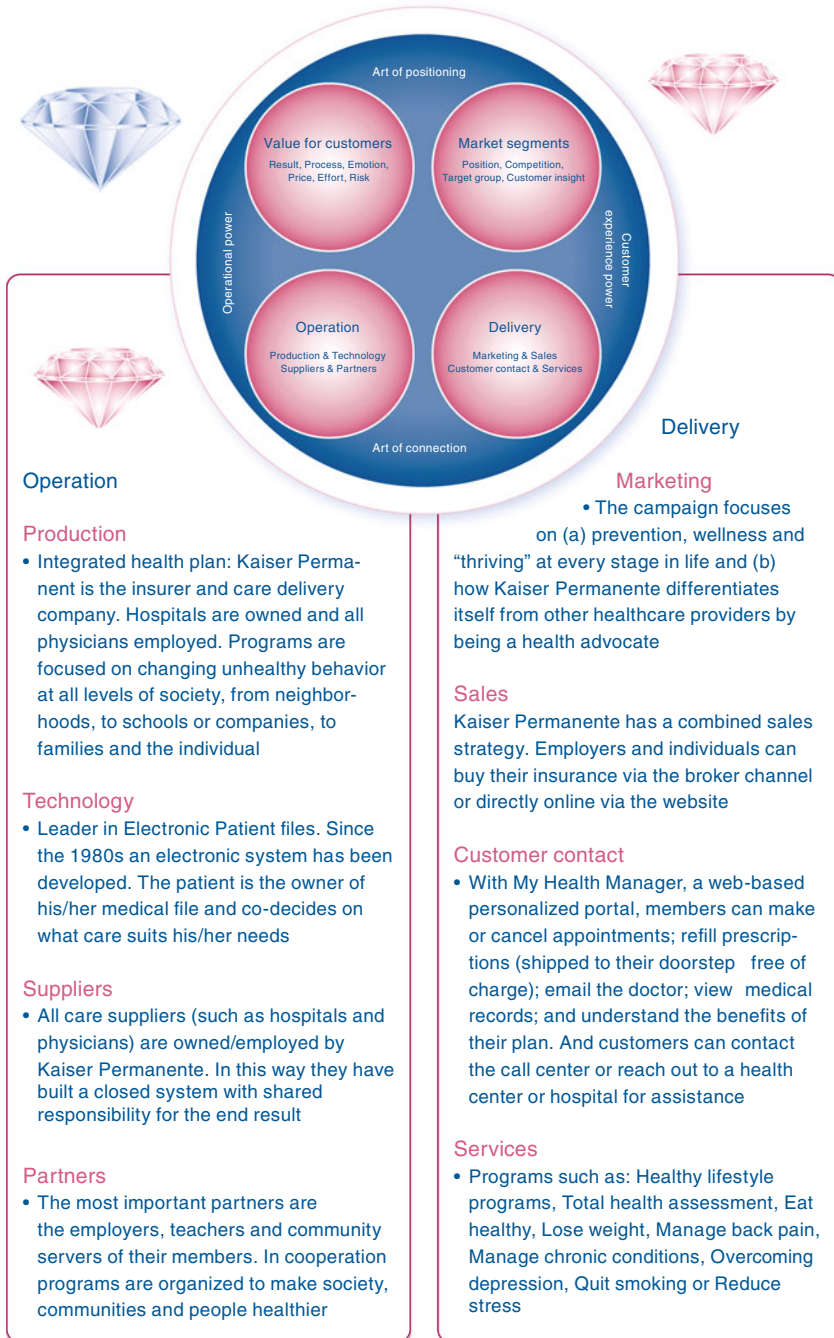 Art of positioning
Value for customers
Result, Process, Emotion,
Price, Effort, Risk
Market segments
Position, Competition,
Target group, Customer insight
Operational power
Customer
experience power
Operation
Production & Technology
Suppliers & Partners
Delivery
Marketing & Sales
Customer contact & Services
Art of connection
Operation
Production
• Integrated health plan: Kaiser Perma-
nent is the insurer and care delivery
company. Hospitals are owned and all
physicians employed. Programs are
focused on changing unhealthy behavior
at all levels of society, from neighbor-
hoods, to schools or companies, to
families and the individual
Technology
• Leader in Electronic Patient files. Since
the 1980s an electronic system has been
developed. The patient is the owner of
his/her medical file and co-decides on
what care suits his/her needs
Suppliers
• All care suppliers (such as hospitals and
physicians) are owned/employed by
Kaiser Permanente. In this way they have
built a closed system with shared
responsibility for the end result
Partners
• The most important partners are
the employers, teachers and community
servers of their members. In cooperation
programs are organized to make society,
communities and people healthier
Delivery
Marketing
• The campaign focuses
on (a) prevention, wellness and
“thriving” at every stage in life and (b)
how Kaiser Permanente differentiates
itself from other healthcare providers by
being a health advocate
Sales
Kaiser Permanente has a combined sales
strategy. Employers and individuals can
buy their insurance via the broker channel
or directly online via the website
Customer contact
• With My Health Manager, a web-based
personalized portal, members can make
or cancel appointments; refill prescrip-
tions (shipped to their doorstep free of
charge); email the doctor; view medical
records; and understand the benefits of
their plan. And customers can contact
the call center or reach out to a health
center or hospital for assistance
Services
• Programs such as: Healthy lifestyle
programs, Total health assessment, Eat
healthy, Lose weight, Manage back pain,
Manage chronic conditions, Overcoming
depression, Quit smoking or Reduce
stress